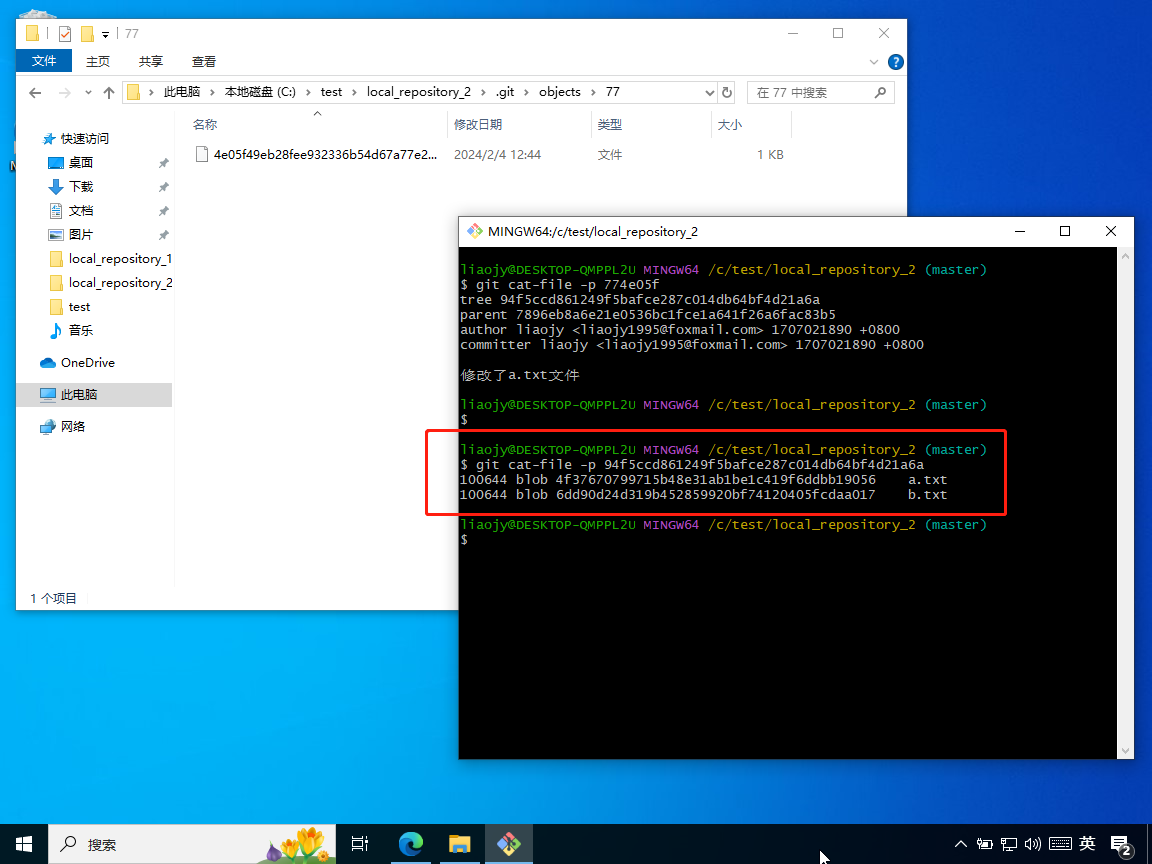 77
文件
主页
共享
查看
此电脑 > 本地磁盘 (C:) > test > local_repository_2 > .git > objects > 77
在 77 中搜索
名称
修改日期
类型
大小
4e05f49eb28fee932336b54d67a77e2...
2024/2/4 12:44
文件
1 KB
快速访问
桌面
下载
文档
图片
local_repository_1
local_repository_2
test
音乐
OneDrive
此电脑
网络
1 个项目
MINGW64:/c/test/local_repository_2
liaojy@DESKTOP-QMPPL2U MINGW64 /c/test/local_repository_2 (master)
$ git cat-file -p 774e05f
tree 94f5ccd861249f5bafce287c014db64bf4d21a6a
parent 7896eb8a6e21e0536bc1fce1a641f26a6fac83b5
author liaojy <liaojy1995@foxmail.com> 1707021890 +0800
committer liaojy <liaojy1995@foxmail.com> 1707021890 +0800
修改了a.txt文件
liaojy@DESKTOP-QMPPL2U MINGW64 /c/test/local_repository_2 (master)
$
liaojy@DESKTOP-QMPPL2U MINGW64 /c/test/local_repository_2 (master)
$ git cat-file -p 94f5ccd861249f5bafce287c014db64bf4d21a6a
100644 blob 4f37670799715b48e31ab1be1c419f6ddbb19056    a.txt
100644 blob 6dd90d24d319b452859920bf74120405fcdaa017    b.txt
liaojy@DESKTOP-QMPPL2U MINGW64 /c/test/local_repository_2 (master)
$
搜索
英
2